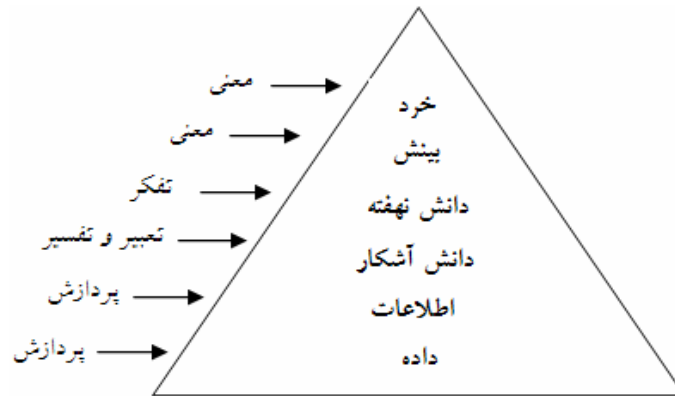 معنی
خرد
معنی
بینش
تفکر
دانش نهفته
تعبیر و تفسیر
دانش آشکار
پردازش
اطلاعات
پردازش
داده